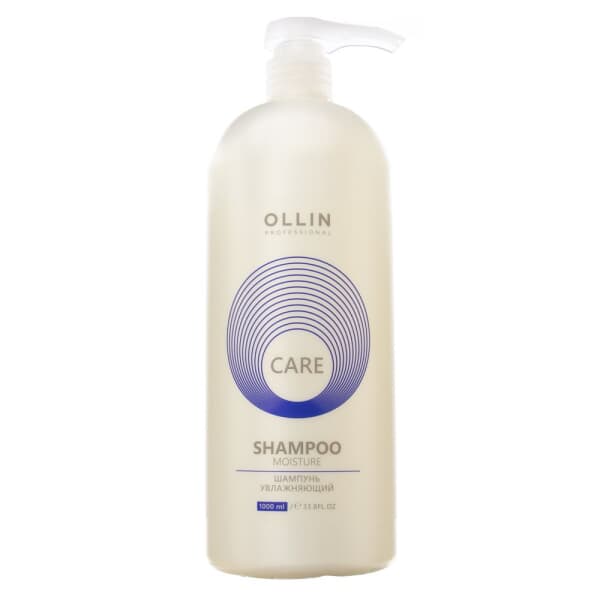 OLLIN
PROFESSIONAL
CARE
SHAMPOO
MOISTURE
ШАМПУНЬ
УВЛАЖНЯЮЩИЙ
1000 ml / ℮ 33.8FL.OZ